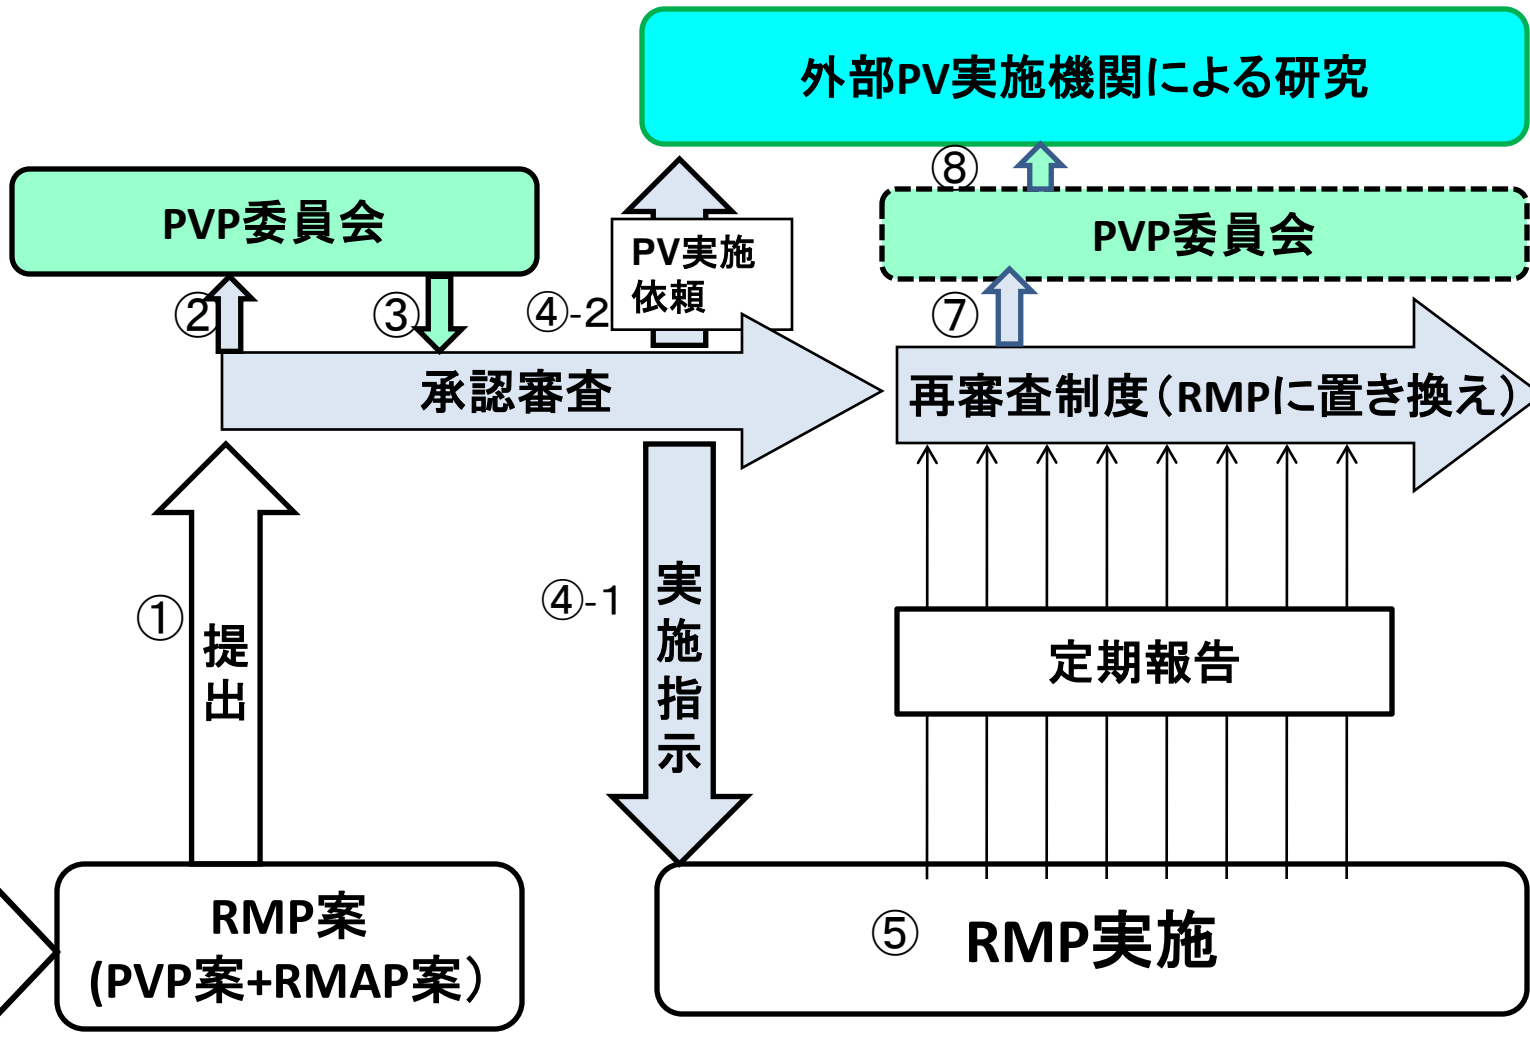 外部PV実施機関による研究
⑧
PVP委員会
PVP委員会
②
③
④-2
PV実施
依頼
⑦
承認審査
再審査制度（RMPに置き換え）
①
提
出
④-1
実
施
指
示
定期報告
RMP案
(PVP案+RMAP案）
⑤
RMP実施